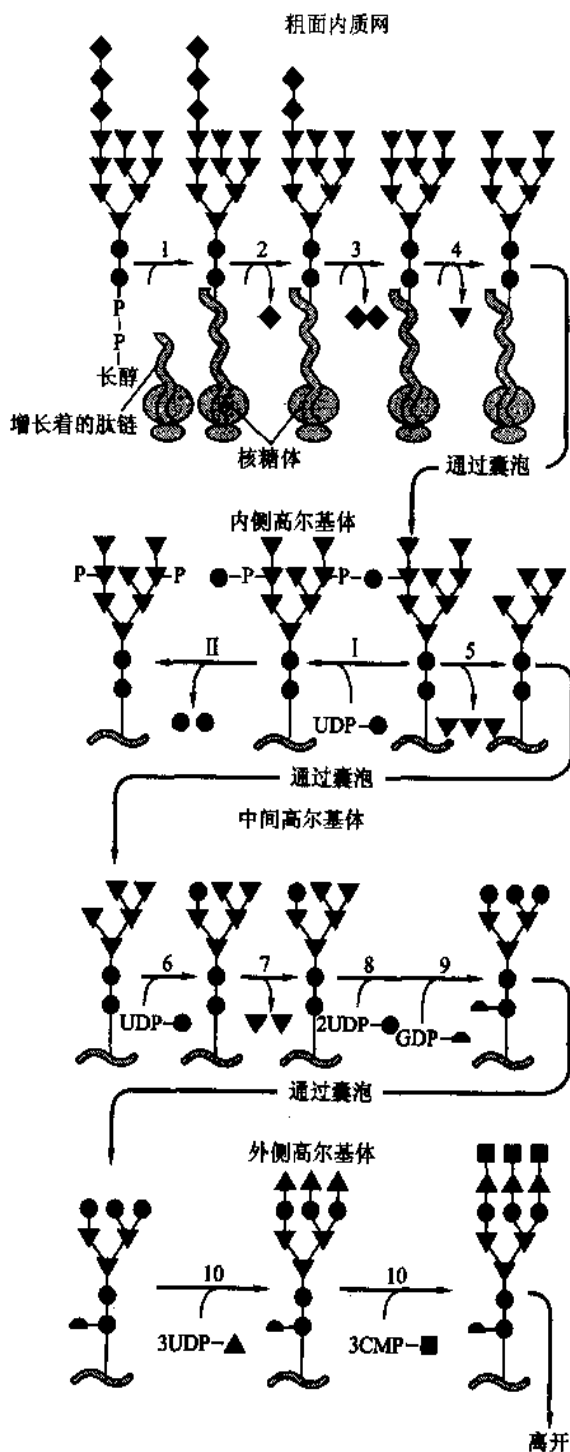 粗面内质网
1 2 3 4
P
P
长醇
增长着的肽链
核糖体
通过囊泡
内侧高尔基体
P P P P
II I 5
UDP
通过囊泡
中间高尔基体
6 7 8 9
UDP 2UDP GDP
通过囊泡
外侧高尔基体
10 10
3UDP 3CMP
离开